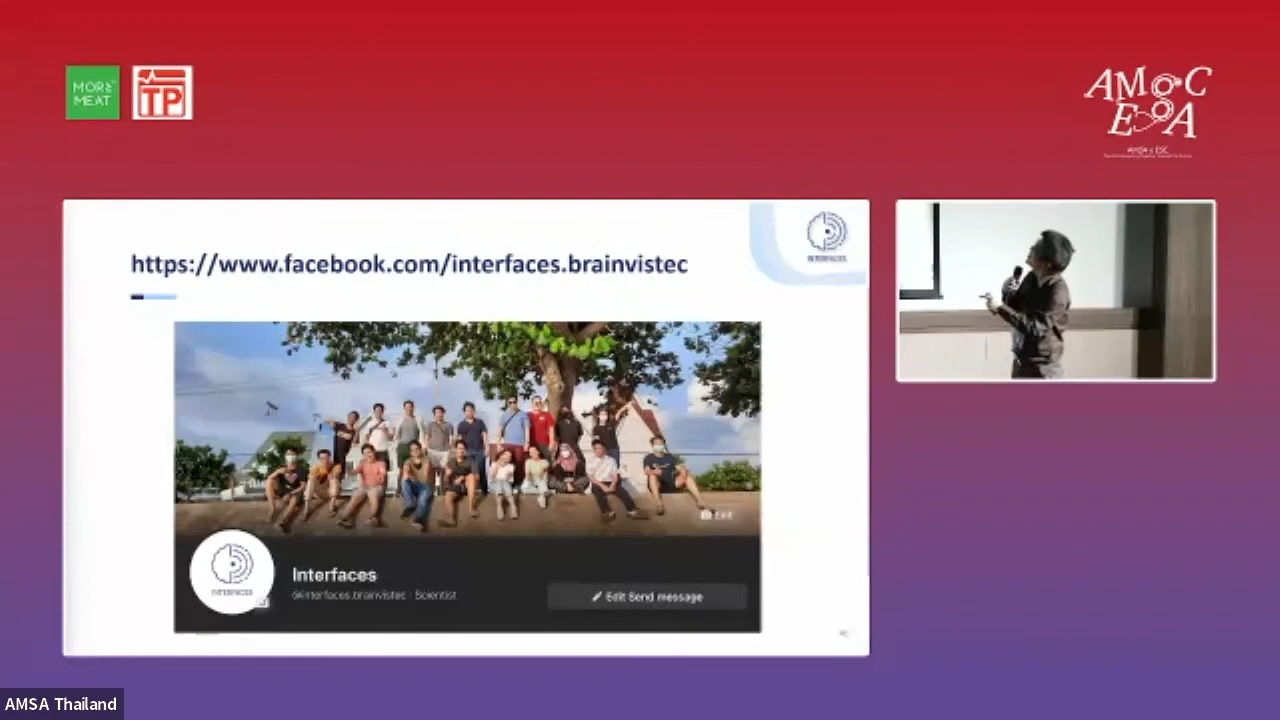 MORE MEAT
TP
AMSA x ESC
INTERFACES
https://www.facebook.com/interfaces.brainvistec
Edit
INTERFACES
Interfaces
@interfaces.brainvistec · Scientist
Edit Send message
AMSA Thailand